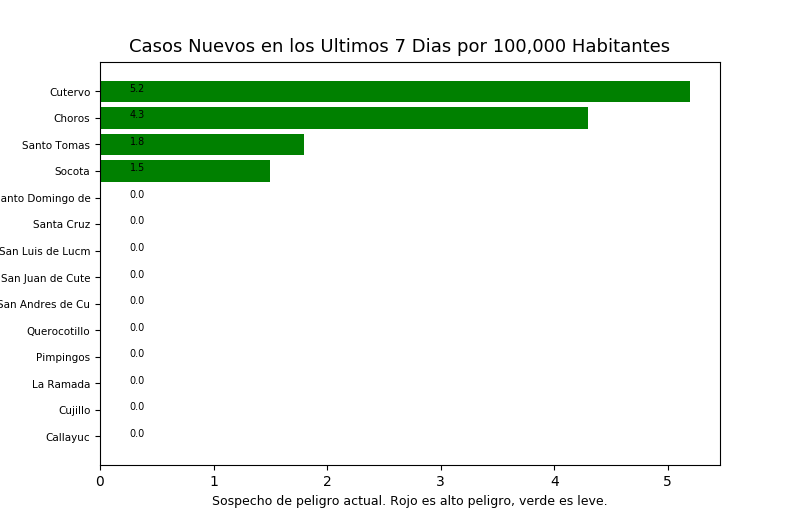 Casos Nuevos en los Ultimos 7 Dias por 100,000 Habitantes
Cutervo 5.2
Choros 4.3
Santo Tomas 1.8
Socota 1.5
anto Domingo de 0.0
Santa Cruz 0.0
San Luis de Lucm 0.0
San Juan de Cute 0.0
San Andres de Cu 0.0
Querocotillo 0.0
Pimpingos 0.0
La Ramada 0.0
Cujillo 0.0
Callayuc 0.0
0 1 2 3 4 5
Sospecho de peligro actual. Rojo es alto peligro, verde es leve.